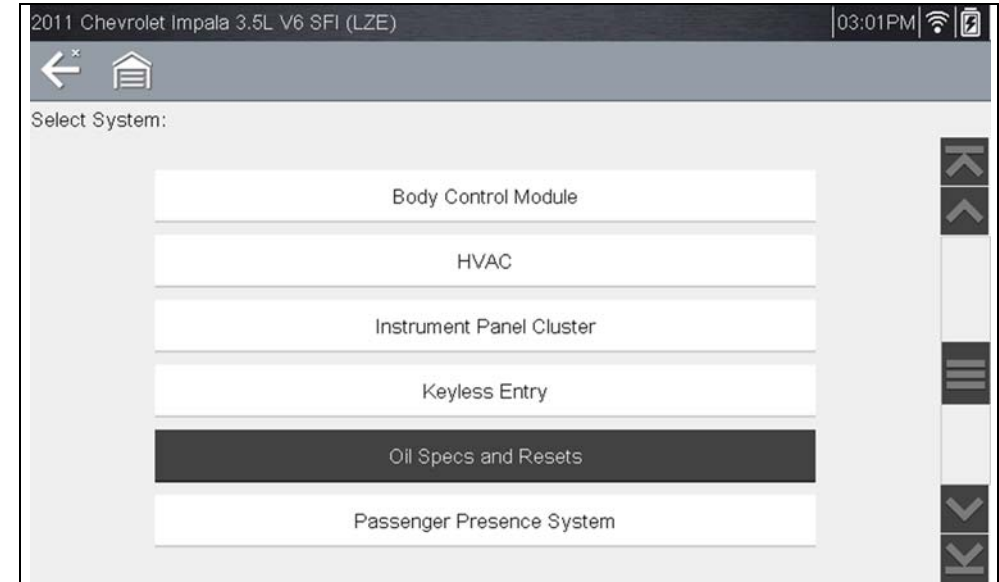 2011 Chevrolet Impala 3.5L V6 SFI (LZE) 03:01PM
Select System:
Body Control Module
HVAC
Instrument Panel Cluster
Keyless Entry
Oil Specs and Resets
Passenger Presence System